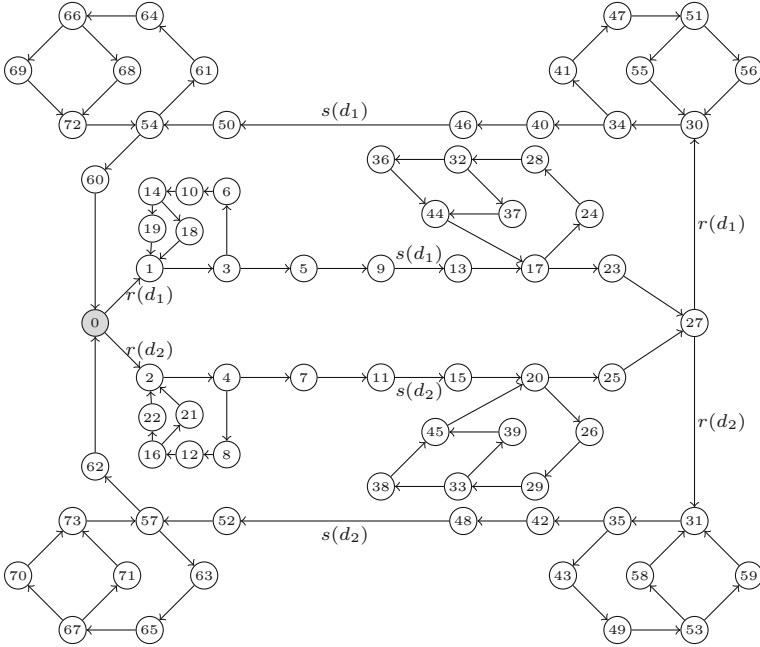 66 64 47 51
69 68 61 41 55 56
s(d₁)
72 54 50 46 40 34 30
36 32 28
60
14 10 6
44 37 24
19 18
r(d₁)
s(d₁)
1 3 5 9 13 17 23
r(d₁)
0 27
r(d₂)
2 4 7 11 15 20 25
s(d₂)
22 21
r(d₂)
45 39 26
16 12 8
62
38 33 29
73 57 52 48 42 35 31
s(d₂)
70 71 63 43 58 59
67 65 49 53